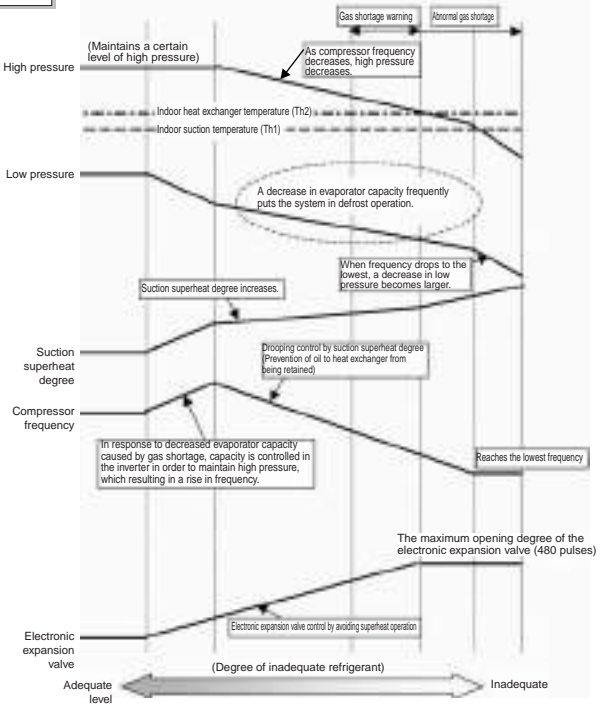 Gas shortage warning
Abnormal gas shortage
(Maintains a certain
level of high pressure)
As compressor frequency
decreases, high pressure
decreases.
High pressure
Indoor heat exchanger temperature (Th2)
Indoor suction temperature (Th1)
Low pressure
A decrease in evaporator capacity frequently
puts the system in defrost operation.
When frequency drops to the
lowest, a decrease in low
pressure becomes larger.
Suction superheat degree increases.
Suction
superheat
degree
Drooping control by suction superheat degree
(Prevention of oil to heat exchanger from
being retained)
Compressor
frequency
In response to decreased evaporator capacity
caused by gas shortage, capacity is controlled in
the inverter in order to maintain high pressure,
which resulting in a rise in frequency.
Reaches the lowest frequency
The maximum opening degree of the
electronic expansion valve (480 pulses)
Electronic expansion valve control by avoiding superheat operation
Electronic
expansion
valve
(Degree of inadequate refrigerant)
Adequate
level
Inadequate